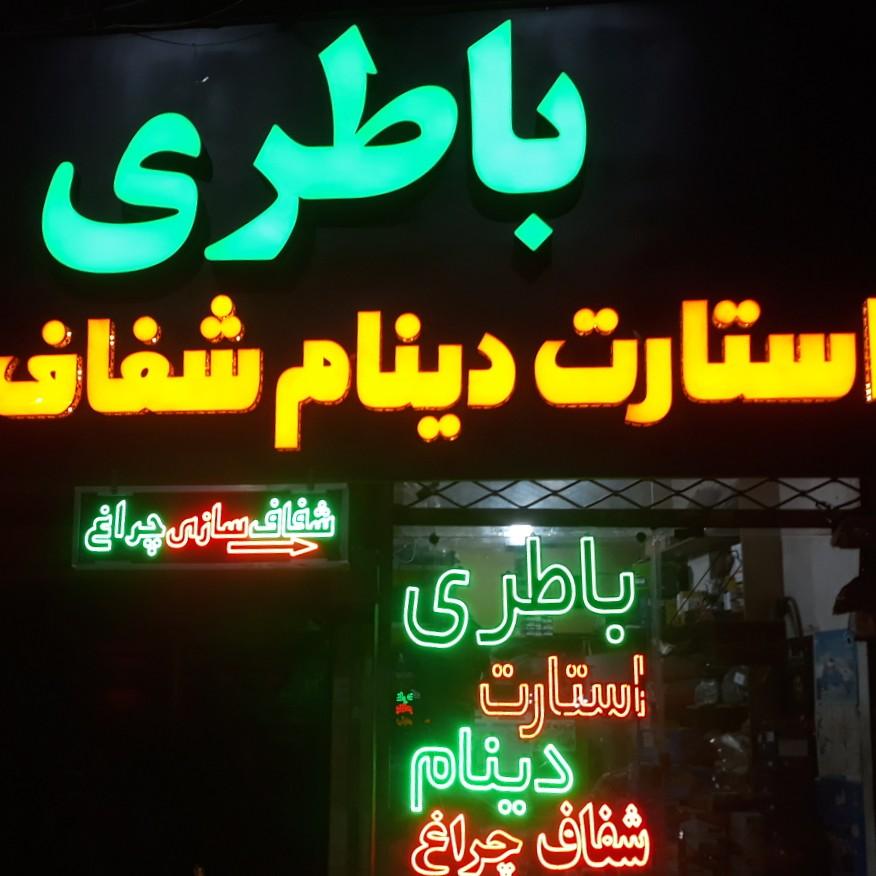 باطری
استارت دینام شفاف
شفاف سازی چراغ
باطری
استارت
دینام
شفاف چراغ